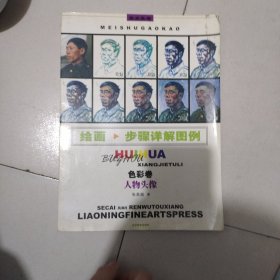 MEISHUGAOKAO
绘画▶步骤详解图例
HUIHUA
BUZHOU
XIANGJIETULI
色彩卷
人物头像
SECAI JUAN RENWUTOUXIANG
LIAONINGFINEARTSPRESS